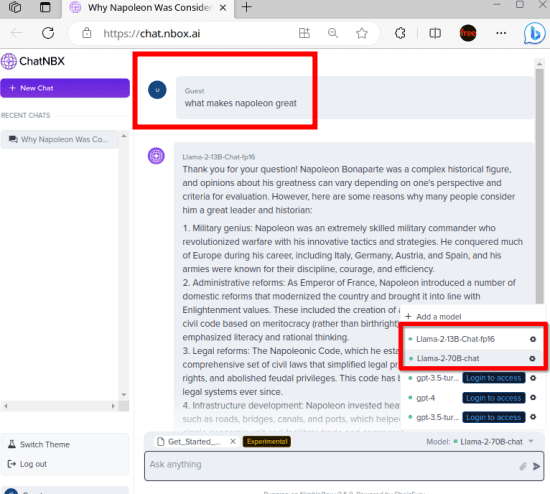 Why Napoleon Was Consider
https://chat.nbox.ai
free
ChatNBX
+ New Chat
RECENT CHATS
Why Napoleon Was Co...
Switch Theme
Log out
U
Guest
what makes napoleon great
Llama-2-13B-Chat-fp16
Thank you for your question! Napoleon Bonaparte was a complex historical figure,
and opinions about his greatness can vary depending on one's perspective and
criteria for evaluation. However, here are some reasons why many people consider
him a great leader and historian:
1. Military genius: Napoleon was an extremely skilled military commander who
revolutionized warfare with his innovative tactics and strategies. He conquered much
of Europe during his career, including Italy, Germany, Austria, and Spain, and his
armies were known for their discipline, courage, and efficiency.
2. Administrative reforms: As Emperor of France, Napoleon introduced a number of
domestic reforms that modernized the country and brought it into line with
Enlightenment values. These included the creation of a
civil code based on meritocracy (rather than birthright)
emphasized literacy and rational thinking.
3. Legal reforms: The Napoleonic Code, which he esta
comprehensive set of civil laws that simplified legal pr
rights, and abolished feudal privileges. This code has b
legal systems ever since.
4. Infrastructure development: Napoleon invested hea
such as roads, bridges, canals, and ports, which helpe
+ Add a model
Llama-2-13B-Chat-fp16
Llama-2-70B-chat
gpt-3.5-tur... Login to access
gpt-4 Login to access
gpt-3.5-tur... Login to access
Get_Started_... Experimental
Model: Llama-2-70B-chat
Ask anything